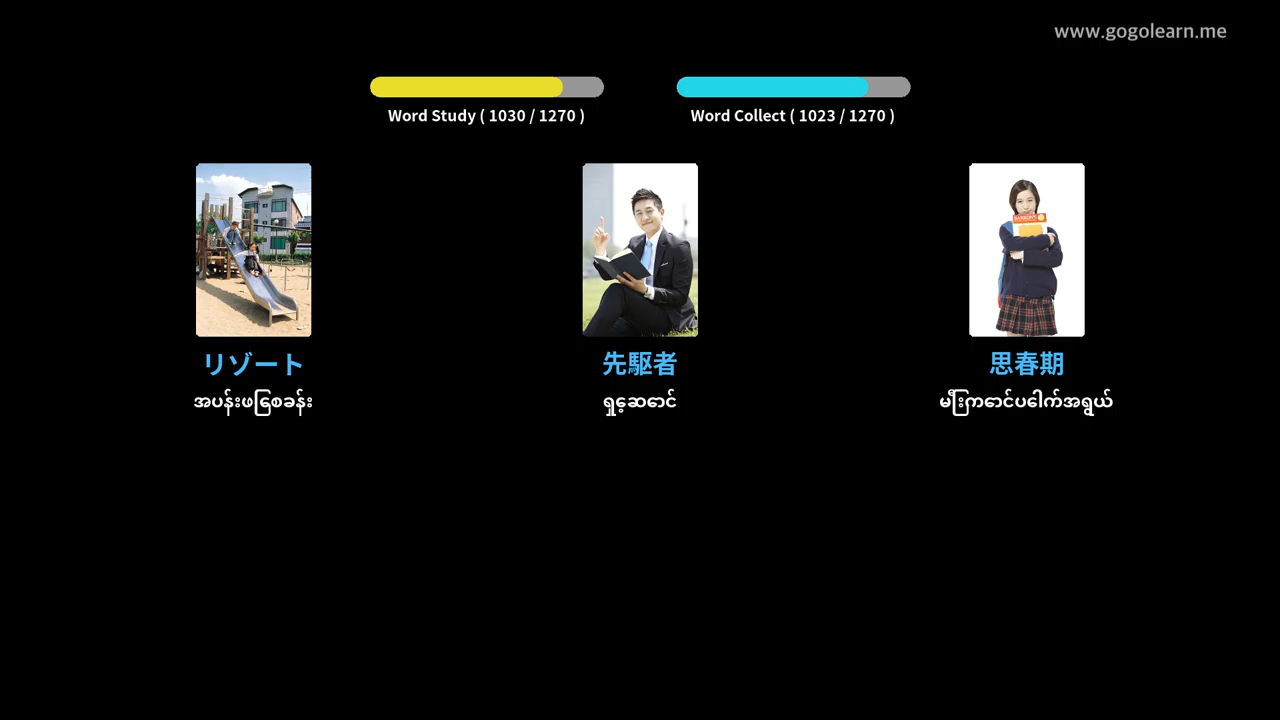 www.gogolearn.me
Word Study ( 1030 / 1270 )
Word Collect ( 1023 / 1270 )
リゾート
先駆者
思春期
အပန်းဖြေစခန်း
ရှေ့ဆောင်
မီးကြောင်ပေါက်အရွယ်